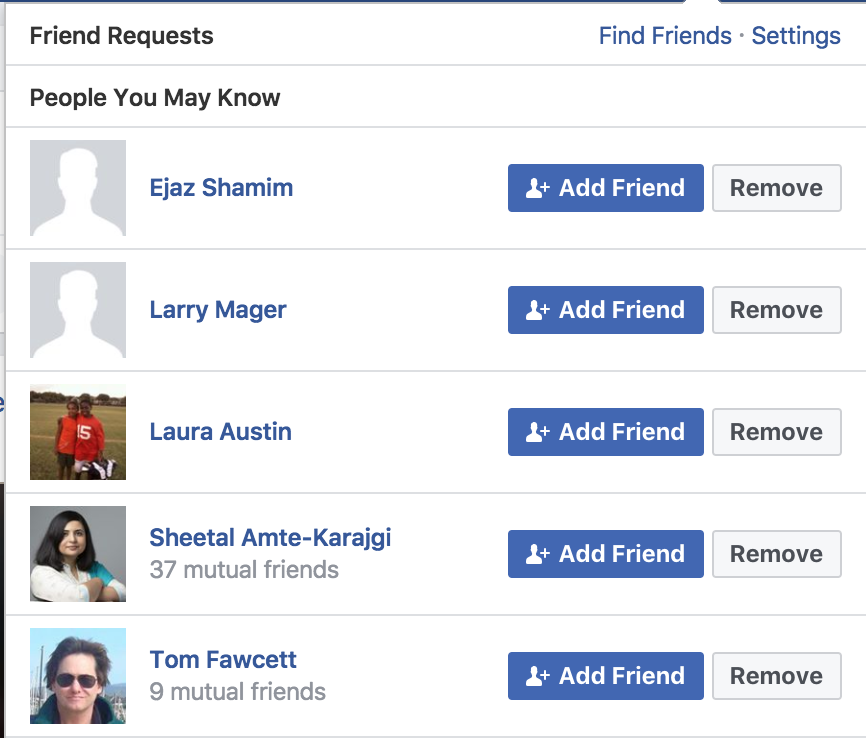 Friend Requests
Find Friends · Settings
People You May Know
Ejaz Shamim
Add Friend
Remove
Larry Mager
Add Friend
Remove
Laura Austin
Add Friend
Remove
Sheetal Amte-Karajgi
37 mutual friends
Add Friend
Remove
Tom Fawcett
9 mutual friends
Add Friend
Remove